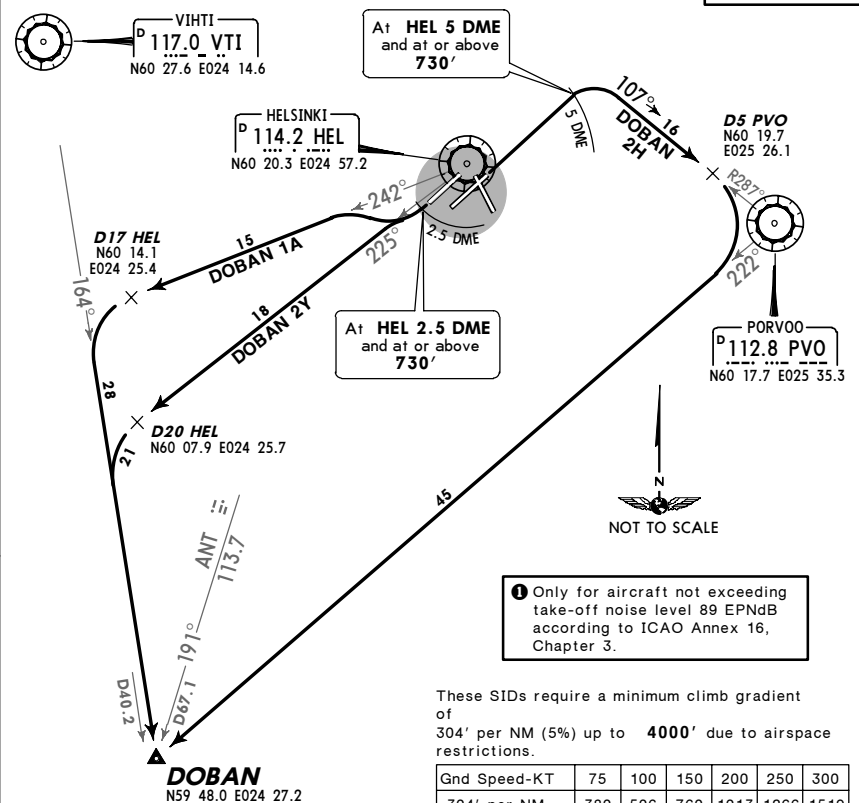 VIHTI
D 117.0 VTI
N60 27.6 E024 14.6
At HEL 5 DME
and at or above
730'
HELSINKI
D 114.2 HEL
N60 20.3 E024 57.2
5 DME
107°
16
DOBAN
2H
D5 PVO
N60 19.7
E025 26.1
R287°
222°
PORVOO
D 112.8 PVO
N60 17.7 E025 35.3
242°
225°
2.5 DME
15
DOBAN 1A
D17 HEL
N60 14.1
E024 25.4
164°
18
DOBAN 2Y
At HEL 2.5 DME
and at or above
730'
28
D20 HEL
N60 07.9 E024 25.7
21
45
N
NOT TO SCALE
ANT
113.7
191°
D67.1
D40.2
DOBAN
N59 48.0 E024 27.2
1 Only for aircraft not exceeding
take-off noise level 89 EPNdB
according to ICAO Annex 16,
Chapter 3.
These SIDs require a minimum climb gradient
of
304' per NM (5%) up to 4000' due to airspace
restrictions.
Gnd Speed-KT 75 100 150 200 250 300
304' per NM